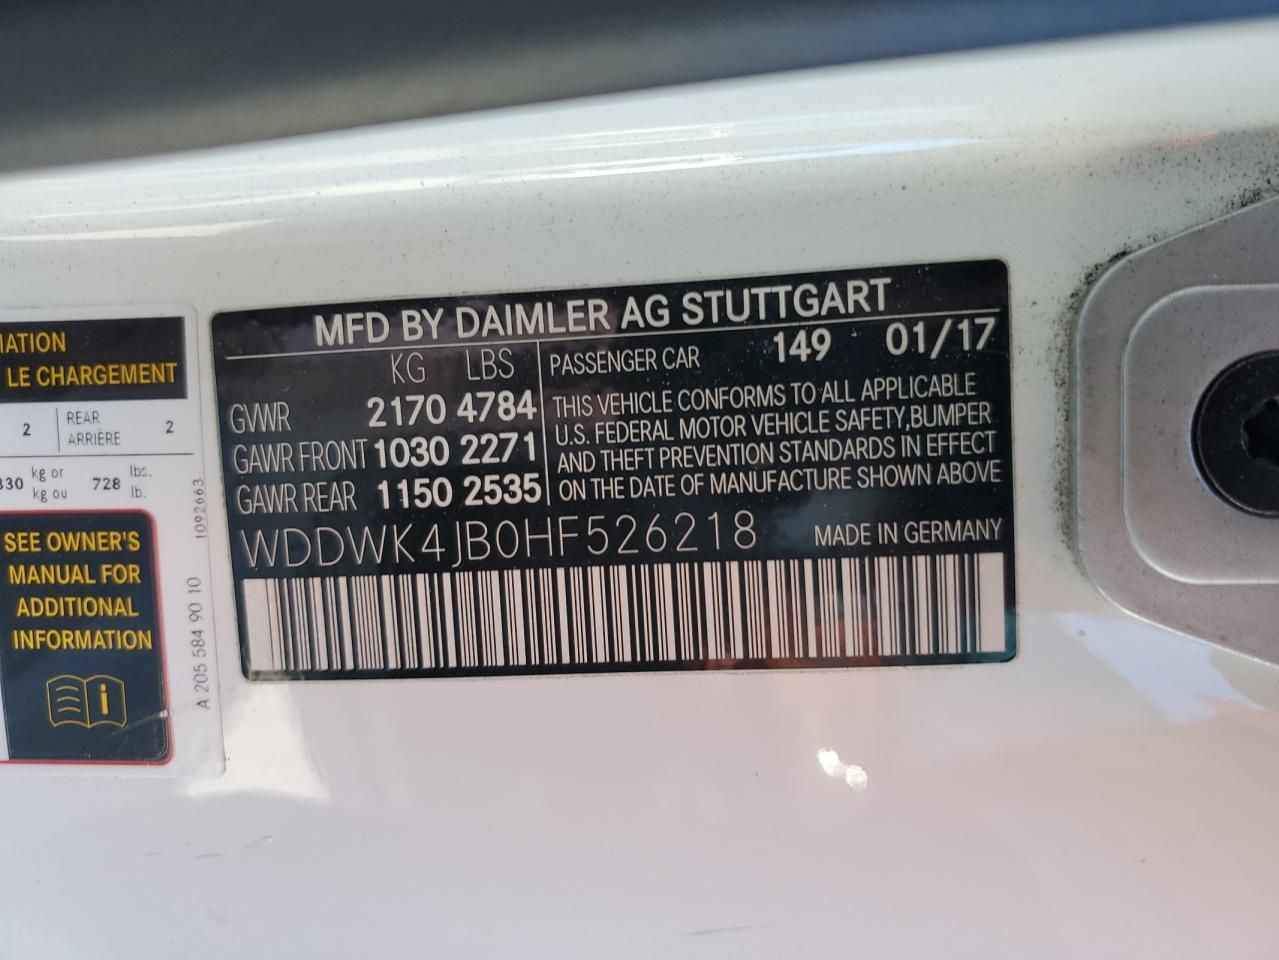 MATION
LE CHARGEMENT
2 REAR ARRIÈRE 2
330 kg or kg ou 728 lbs. lb.
SEE OWNER'S
MANUAL FOR
ADDITIONAL
INFORMATION
1092663
A 205 584 90 10
MFD BY DAIMLER AG STUTTGART
KG LBS
GVWR 2170 4784
GAWR FRONT 1030 2271
GAWR REAR 1150 2535
PASSENGER CAR 149 01/17
THIS VEHICLE CONFORMS TO ALL APPLICABLE
U.S. FEDERAL MOTOR VEHICLE SAFETY,BUMPER
AND THEFT PREVENTION STANDARDS IN EFFECT
ON THE DATE OF MANUFACTURE SHOWN ABOVE
WDDWK4JB0HF526218 MADE IN GERMANY